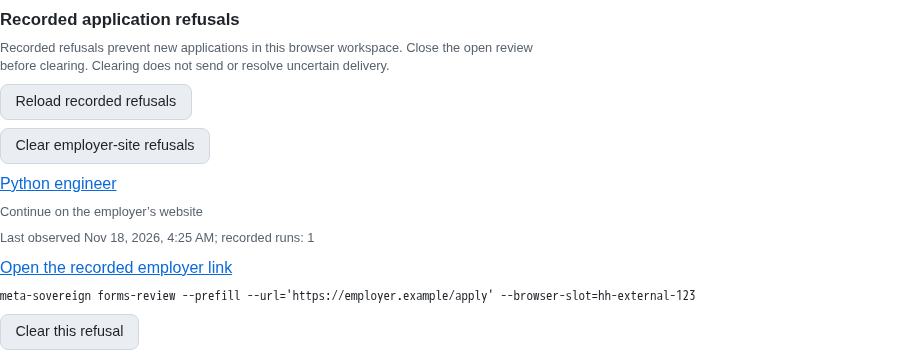 Recorded application refusals
Recorded refusals prevent new applications in this browser workspace. Close the open review
before clearing. Clearing does not send or resolve uncertain delivery.
Reload recorded refusals
Clear employer-site refusals
Python engineer
Continue on the employer’s website
Last observed Nov 18, 2026, 4:25 AM; recorded runs: 1
Open the recorded employer link
meta-sovereign forms-review --prefill --url='https://employer.example/apply' --browser-slot=hh-external-123
Clear this refusal